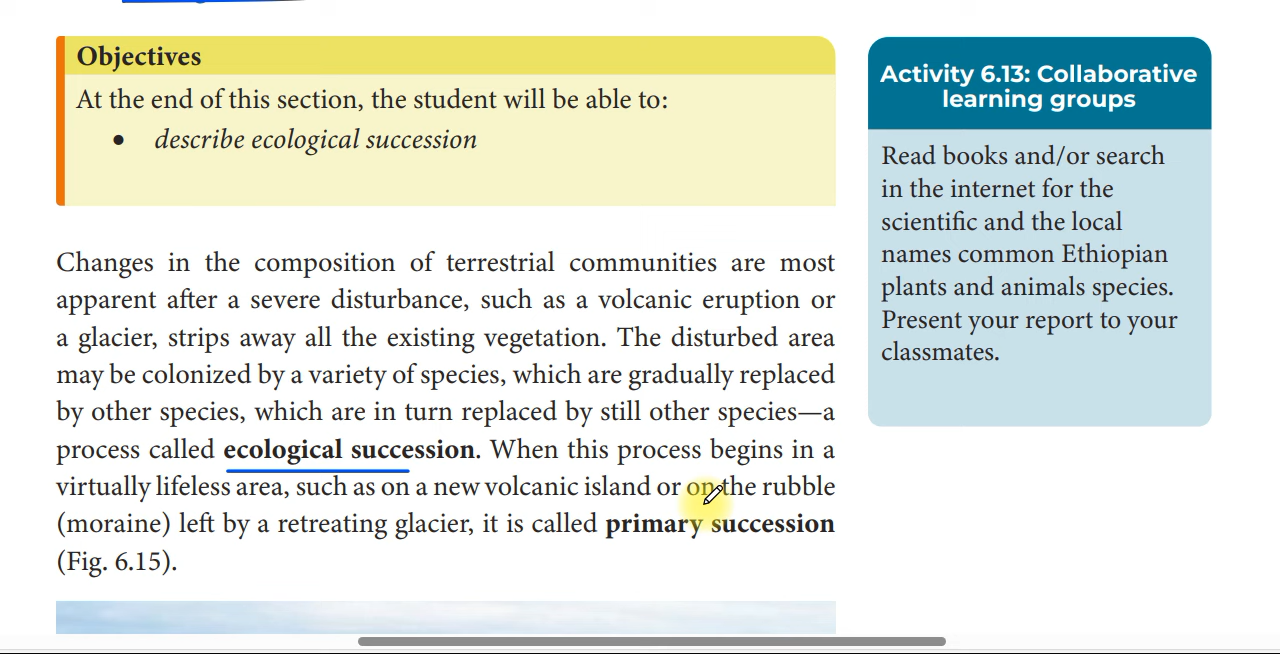 Objectives
At the end of this section, the student will be able to:
• describe ecological succession
Changes in the composition of terrestrial communities are most
apparent after a severe disturbance, such as a volcanic eruption or
a glacier, strips away all the existing vegetation. The disturbed area
may be colonized by a variety of species, which are gradually replaced
by other species, which are in turn replaced by still other species—a
process called ecological succession. When this process begins in a
virtually lifeless area, such as on a new volcanic island or on the rubble
(moraine) left by a retreating glacier, it is called primary succession
(Fig. 6.15).
Activity 6.13: Collaborative
learning groups
Read books and/or search
in the internet for the
scientific and the local
names common Ethiopian
plants and animals species.
Present your report to your
classmates.